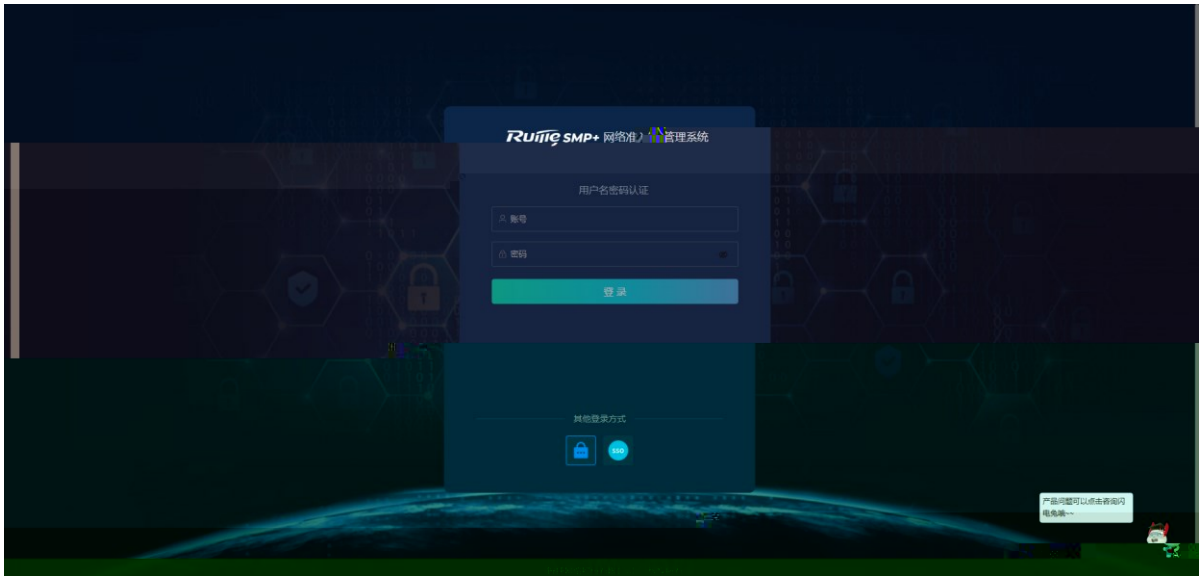 Ruijie SMP+ 网络准入 管理系统
用户名密码认证
账号
密码
登录
其他登录方式
SSO
产品问题可以点击咨询闪
电兔喃~~